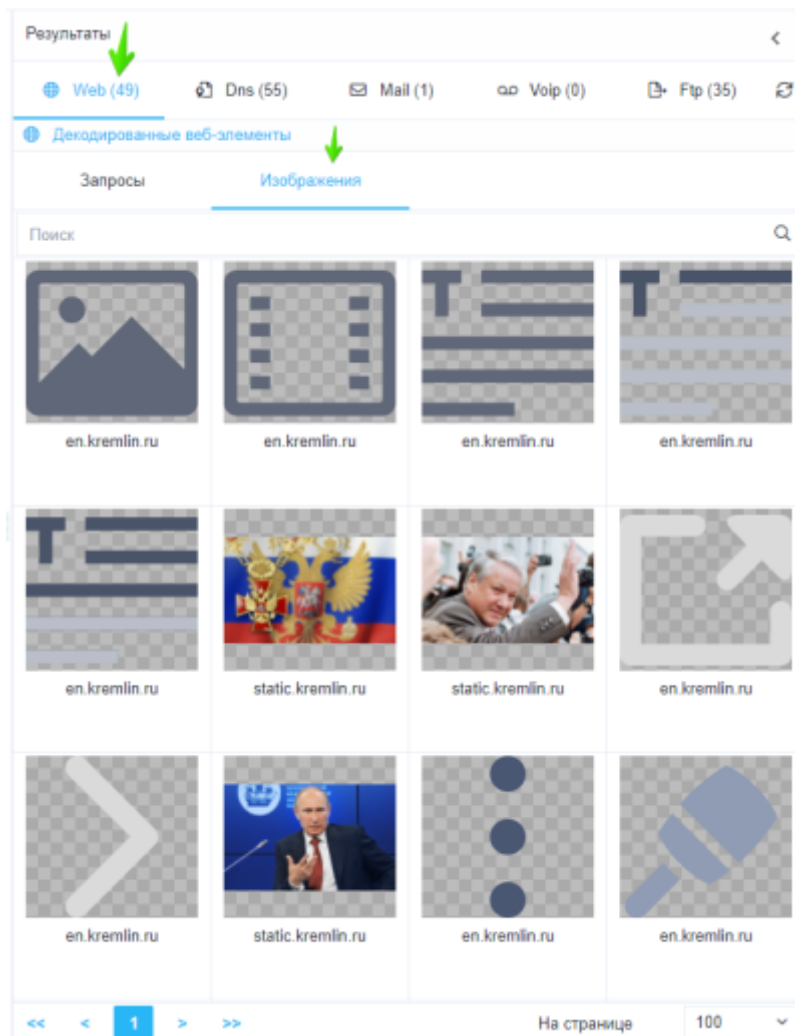 Результаты
Web (49) Dns (55) Mail (1) Voip (0) Ftp (35)
Декодированные веб-элементы
Запросы Изображения
Поиск
en.kremlin.ru en.kremlin.ru en.kremlin.ru en.kremlin.ru
en.kremlin.ru static.kremlin.ru static.kremlin.ru en.kremlin.ru
en.kremlin.ru static.kremlin.ru en.kremlin.ru en.kremlin.ru
<< < 1 > >> На странице 100